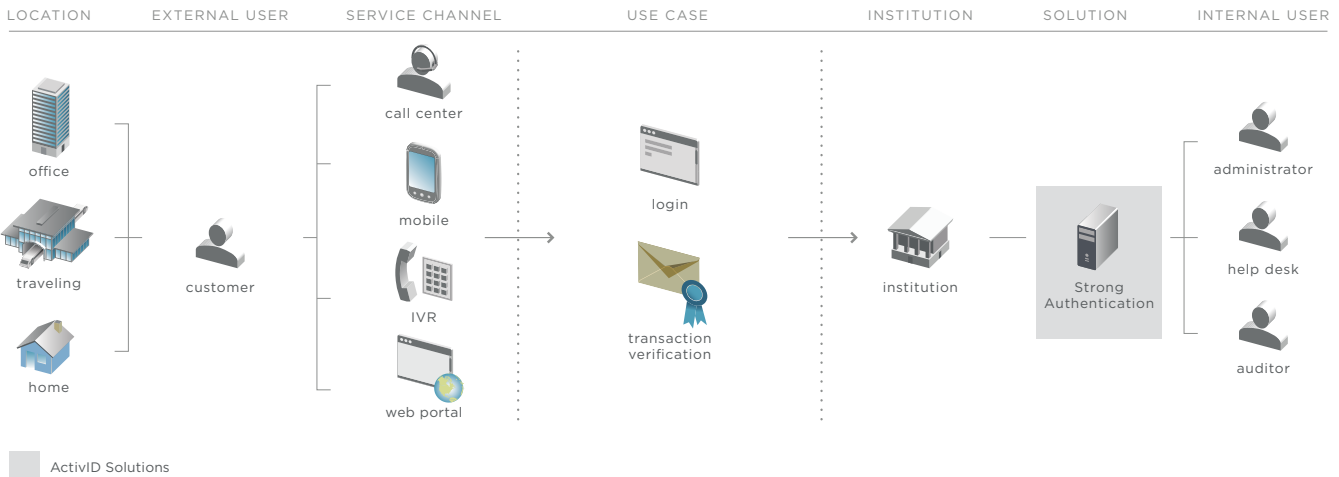 LOCATION
EXTERNAL USER
SERVICE CHANNEL
USE CASE
INSTITUTION
SOLUTION
INTERNAL USER
office
traveling
home
customer
call center
mobile
IVR
web portal
login
transaction
verification
institution
Strong
Authentication
administrator
help desk
auditor
ActivID Solutions